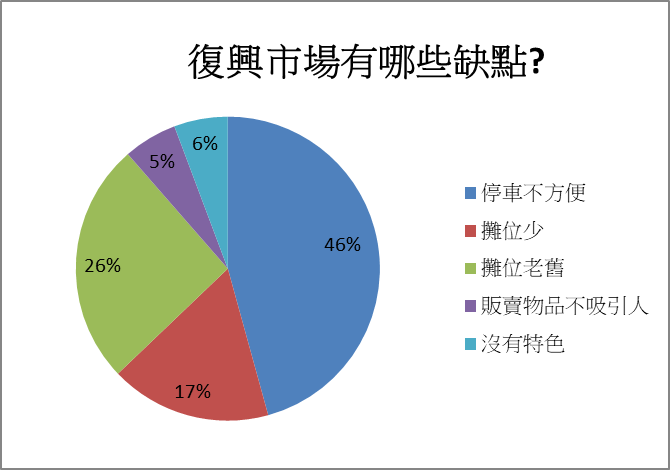 復興市場有哪些缺點?
6%
5%
46%
26%
17%
停車不方便
攤位少
攤位老舊
販賣物品不吸引人
沒有特色